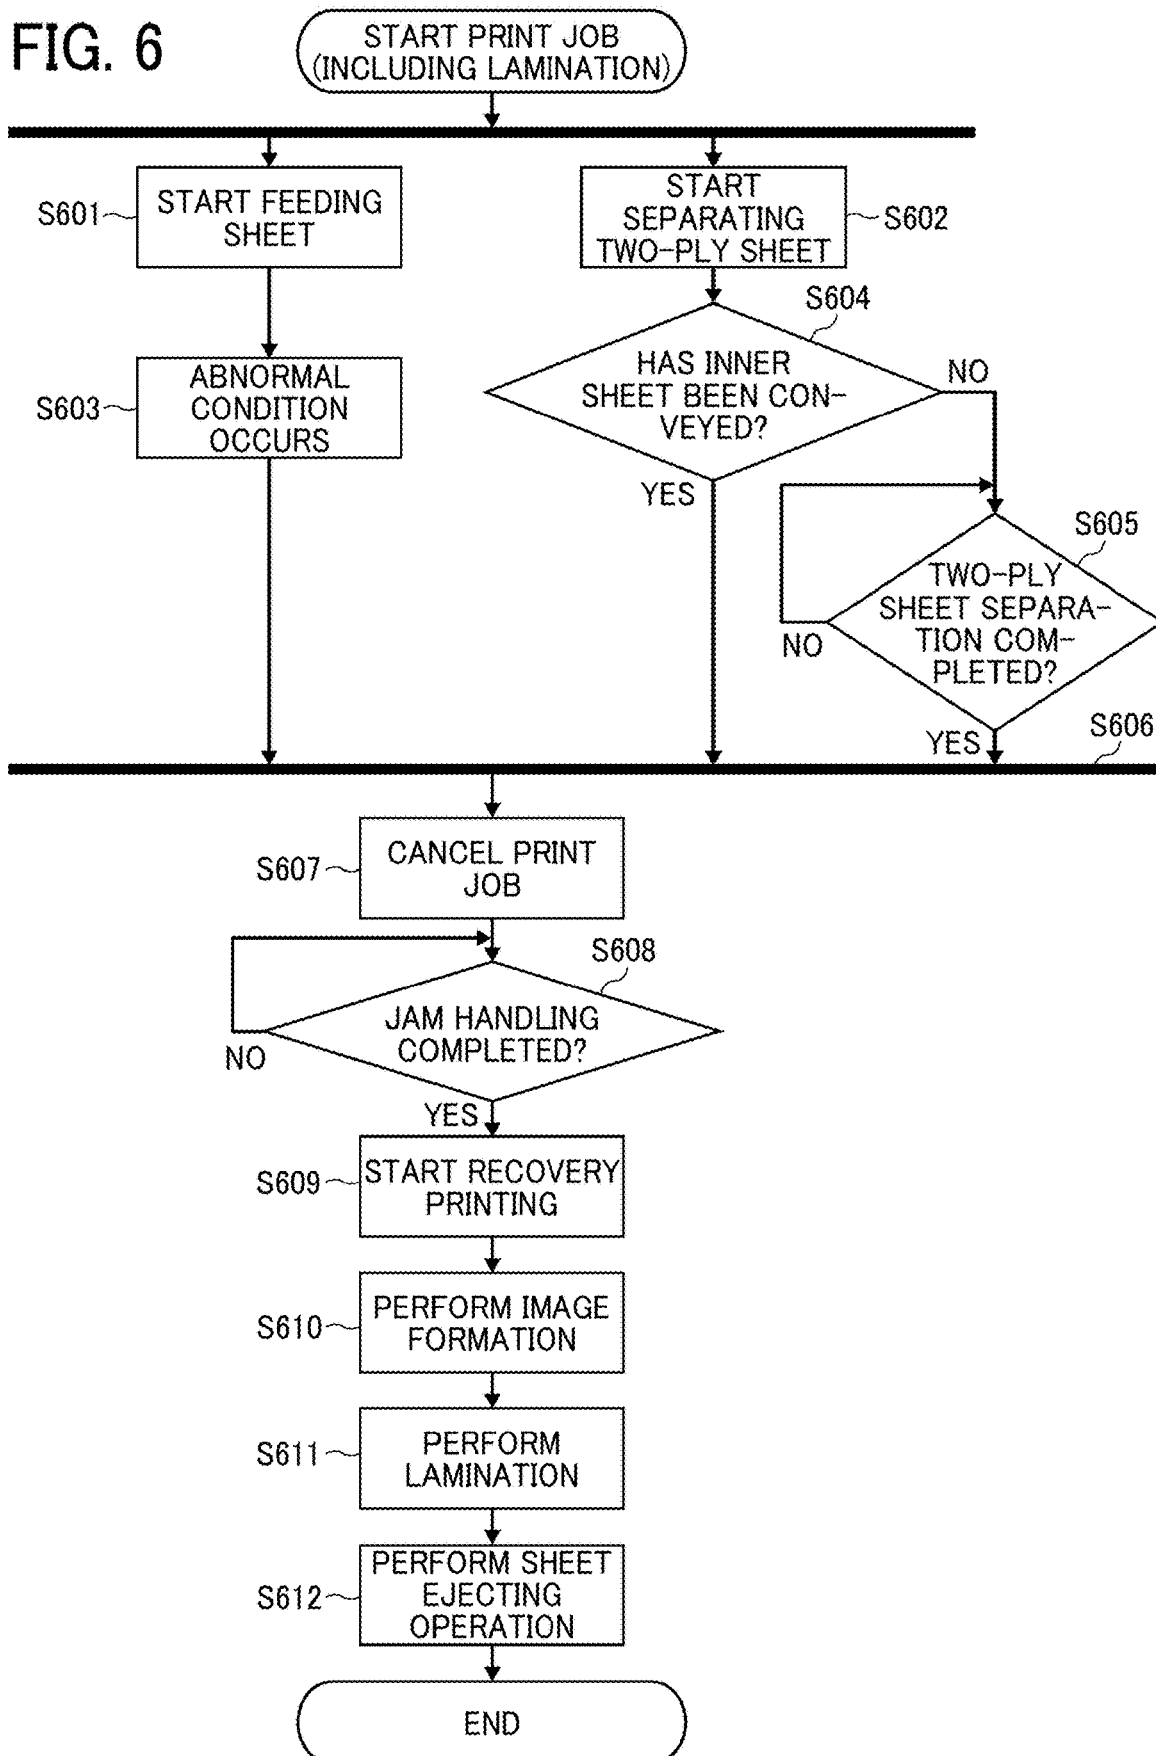 FIG. 6
START PRINT JOB
(INCLUDING LAMINATION)
S601
START FEEDING
SHEET
START
SEPARATING
TWO-PLY SHEET
S602
S603
ABNORMAL
CONDITION
OCCURS
S604
HAS INNER
SHEET BEEN CON-
VEYED?
NO
YES
S605
TWO-PLY
SHEET SEPARA-
TION COM-
PLETED?
NO
YES
S606
S607
CANCEL PRINT
JOB
S608
JAM HANDLING
COMPLETED?
NO
YES
S609
START RECOVERY
PRINTING
S610
PERFORM IMAGE
FORMATION
S611
PERFORM
LAMINATION
S612
PERFORM SHEET
EJECTING
OPERATION
END